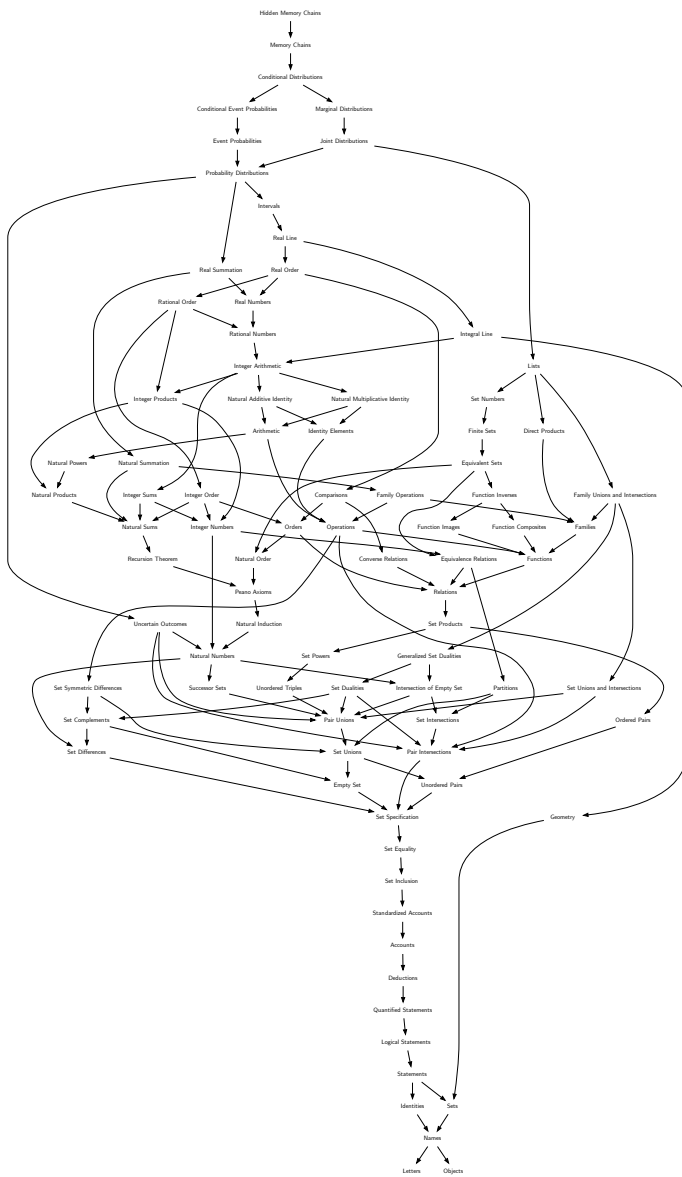 Hidden Memory Chains
Memory Chains
Conditional Distributions
Conditional Event Probabilities
Marginal Distributions
Event Probabilities
Joint Distributions
Probability Distributions
Intervals
Real Line
Real Summation
Real Order
Rational Order
Real Numbers
Rational Numbers
Integral Line
Integer Arithmetic
Lists
Integer Products
Natural Additive Identity
Natural Multiplicative Identity
Set Numbers
Arithmetic
Identity Elements
Finite Sets
Direct Products
Natural Powers
Natural Summation
Equivalent Sets
Natural Products
Integer Sums
Integer Order
Comparisons
Family Operations
Function Inverses
Family Unions and Intersections
Natural Sums
Integer Numbers
Orders
Operations
Function Images
Function Composites
Families
Recursion Theorem
Natural Order
Converse Relations
Equivalence Relations
Functions
Peano Axioms
Relations
Uncertain Outcomes
Natural Induction
Set Products
Natural Numbers
Set Powers
Generalized Set Dualities
Set Symmetric Differences
Successor Sets
Unordered Triples
Set Dualities
Intersection of Empty Set
Partitions
Set Unions and Intersections
Set Complements
Pair Unions
Set Intersections
Ordered Pairs
Set Differences
Set Unions
Pair Intersections
Empty Set
Unordered Pairs
Set Specification
Geometry
Set Equality
Set Inclusion
Standardized Accounts
Accounts
Deductions
Quantified Statements
Logical Statements
Statements
Identities
Sets
Names
Letters
Objects